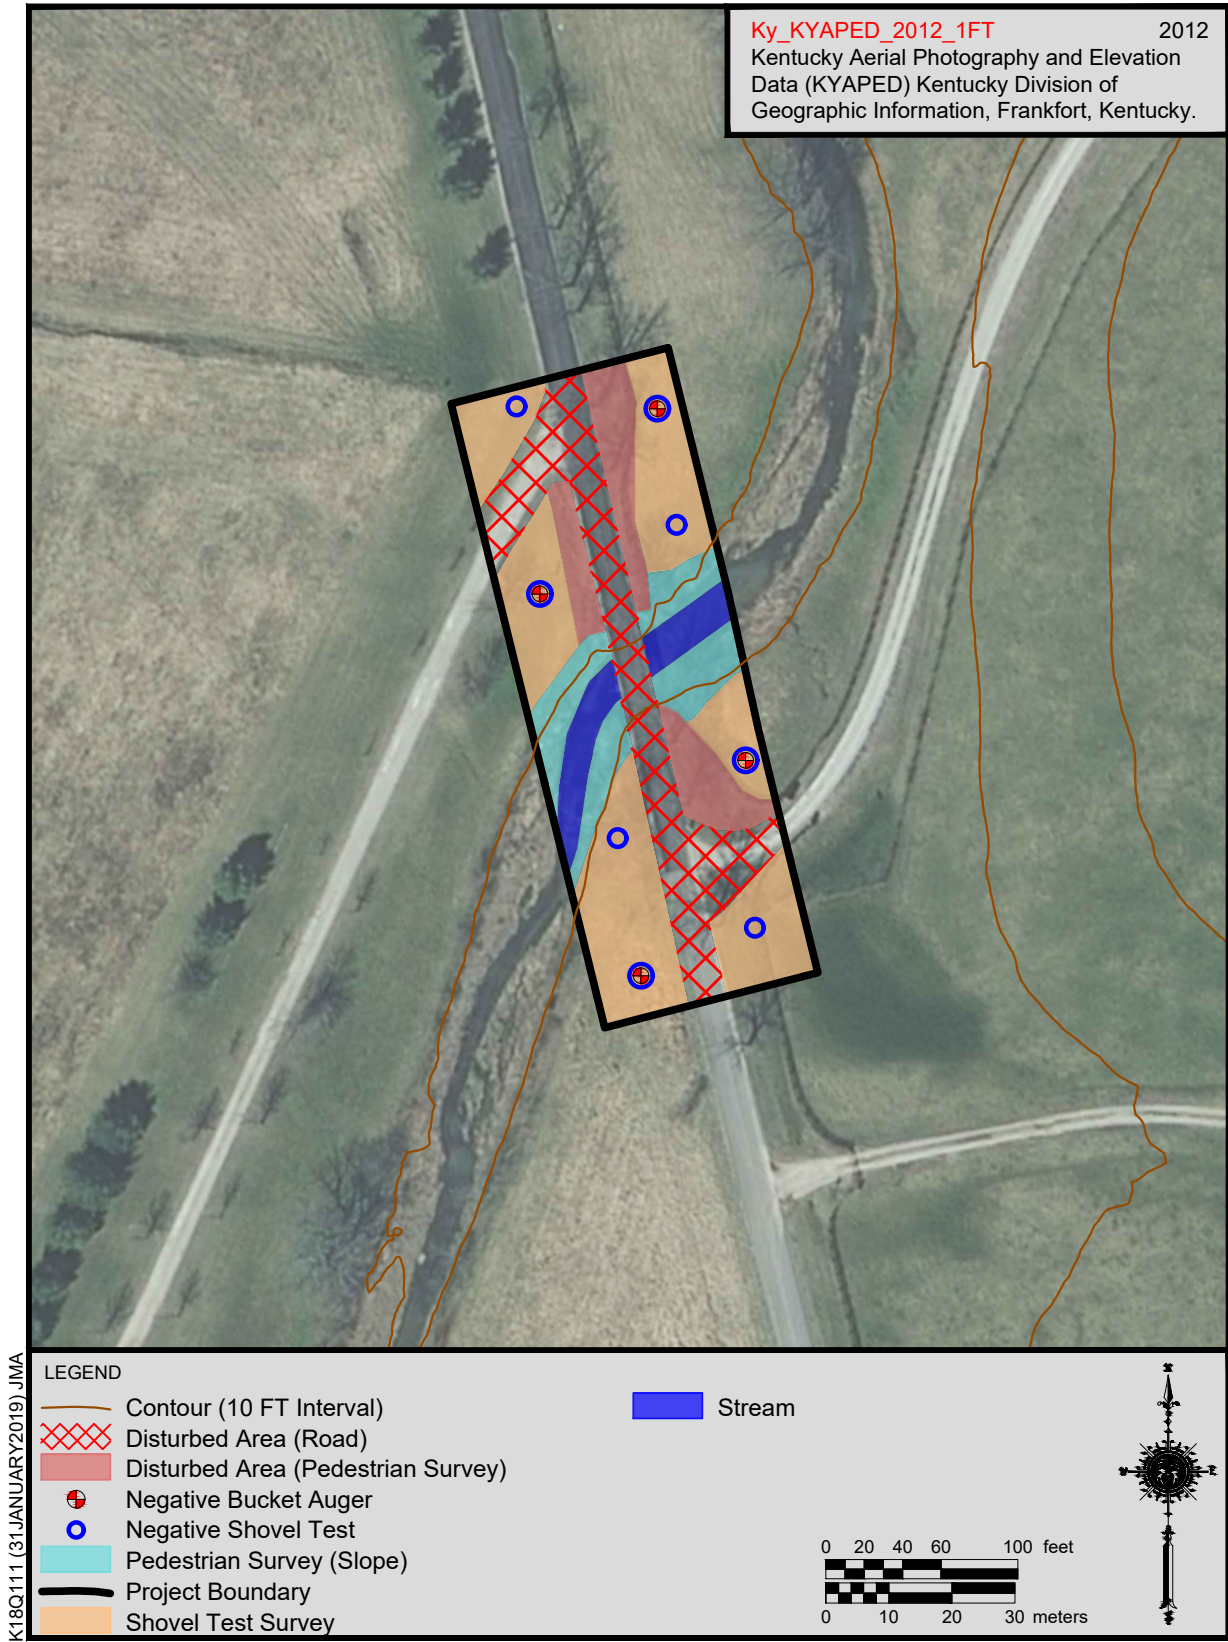 Ky_KYAPED_2012_1FT 2012
Kentucky Aerial Photography and Elevation
Data (KYAPED) Kentucky Division of
Geographic Information, Frankfort, Kentucky.
K18Q111 (31JANUARY2019) JMA
LEGEND
Contour (10 FT Interval)
Disturbed Area (Road)
Disturbed Area (Pedestrian Survey)
Negative Bucket Auger
Negative Shovel Test
Pedestrian Survey (Slope)
Project Boundary
Shovel Test Survey
Stream
0 20 40 60 100 feet
0 10 20 30 meters